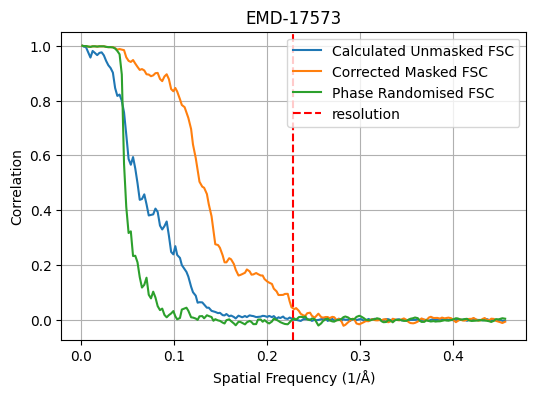 EMD-17573
Calculated Unmasked FSC
Corrected Masked FSC
Phase Randomised FSC
resolution
Correlation
1.0
0.8
0.6
0.4
0.2
0.0
0.0 0.1 0.2 0.3 0.4
Spatial Frequency (1/Å)